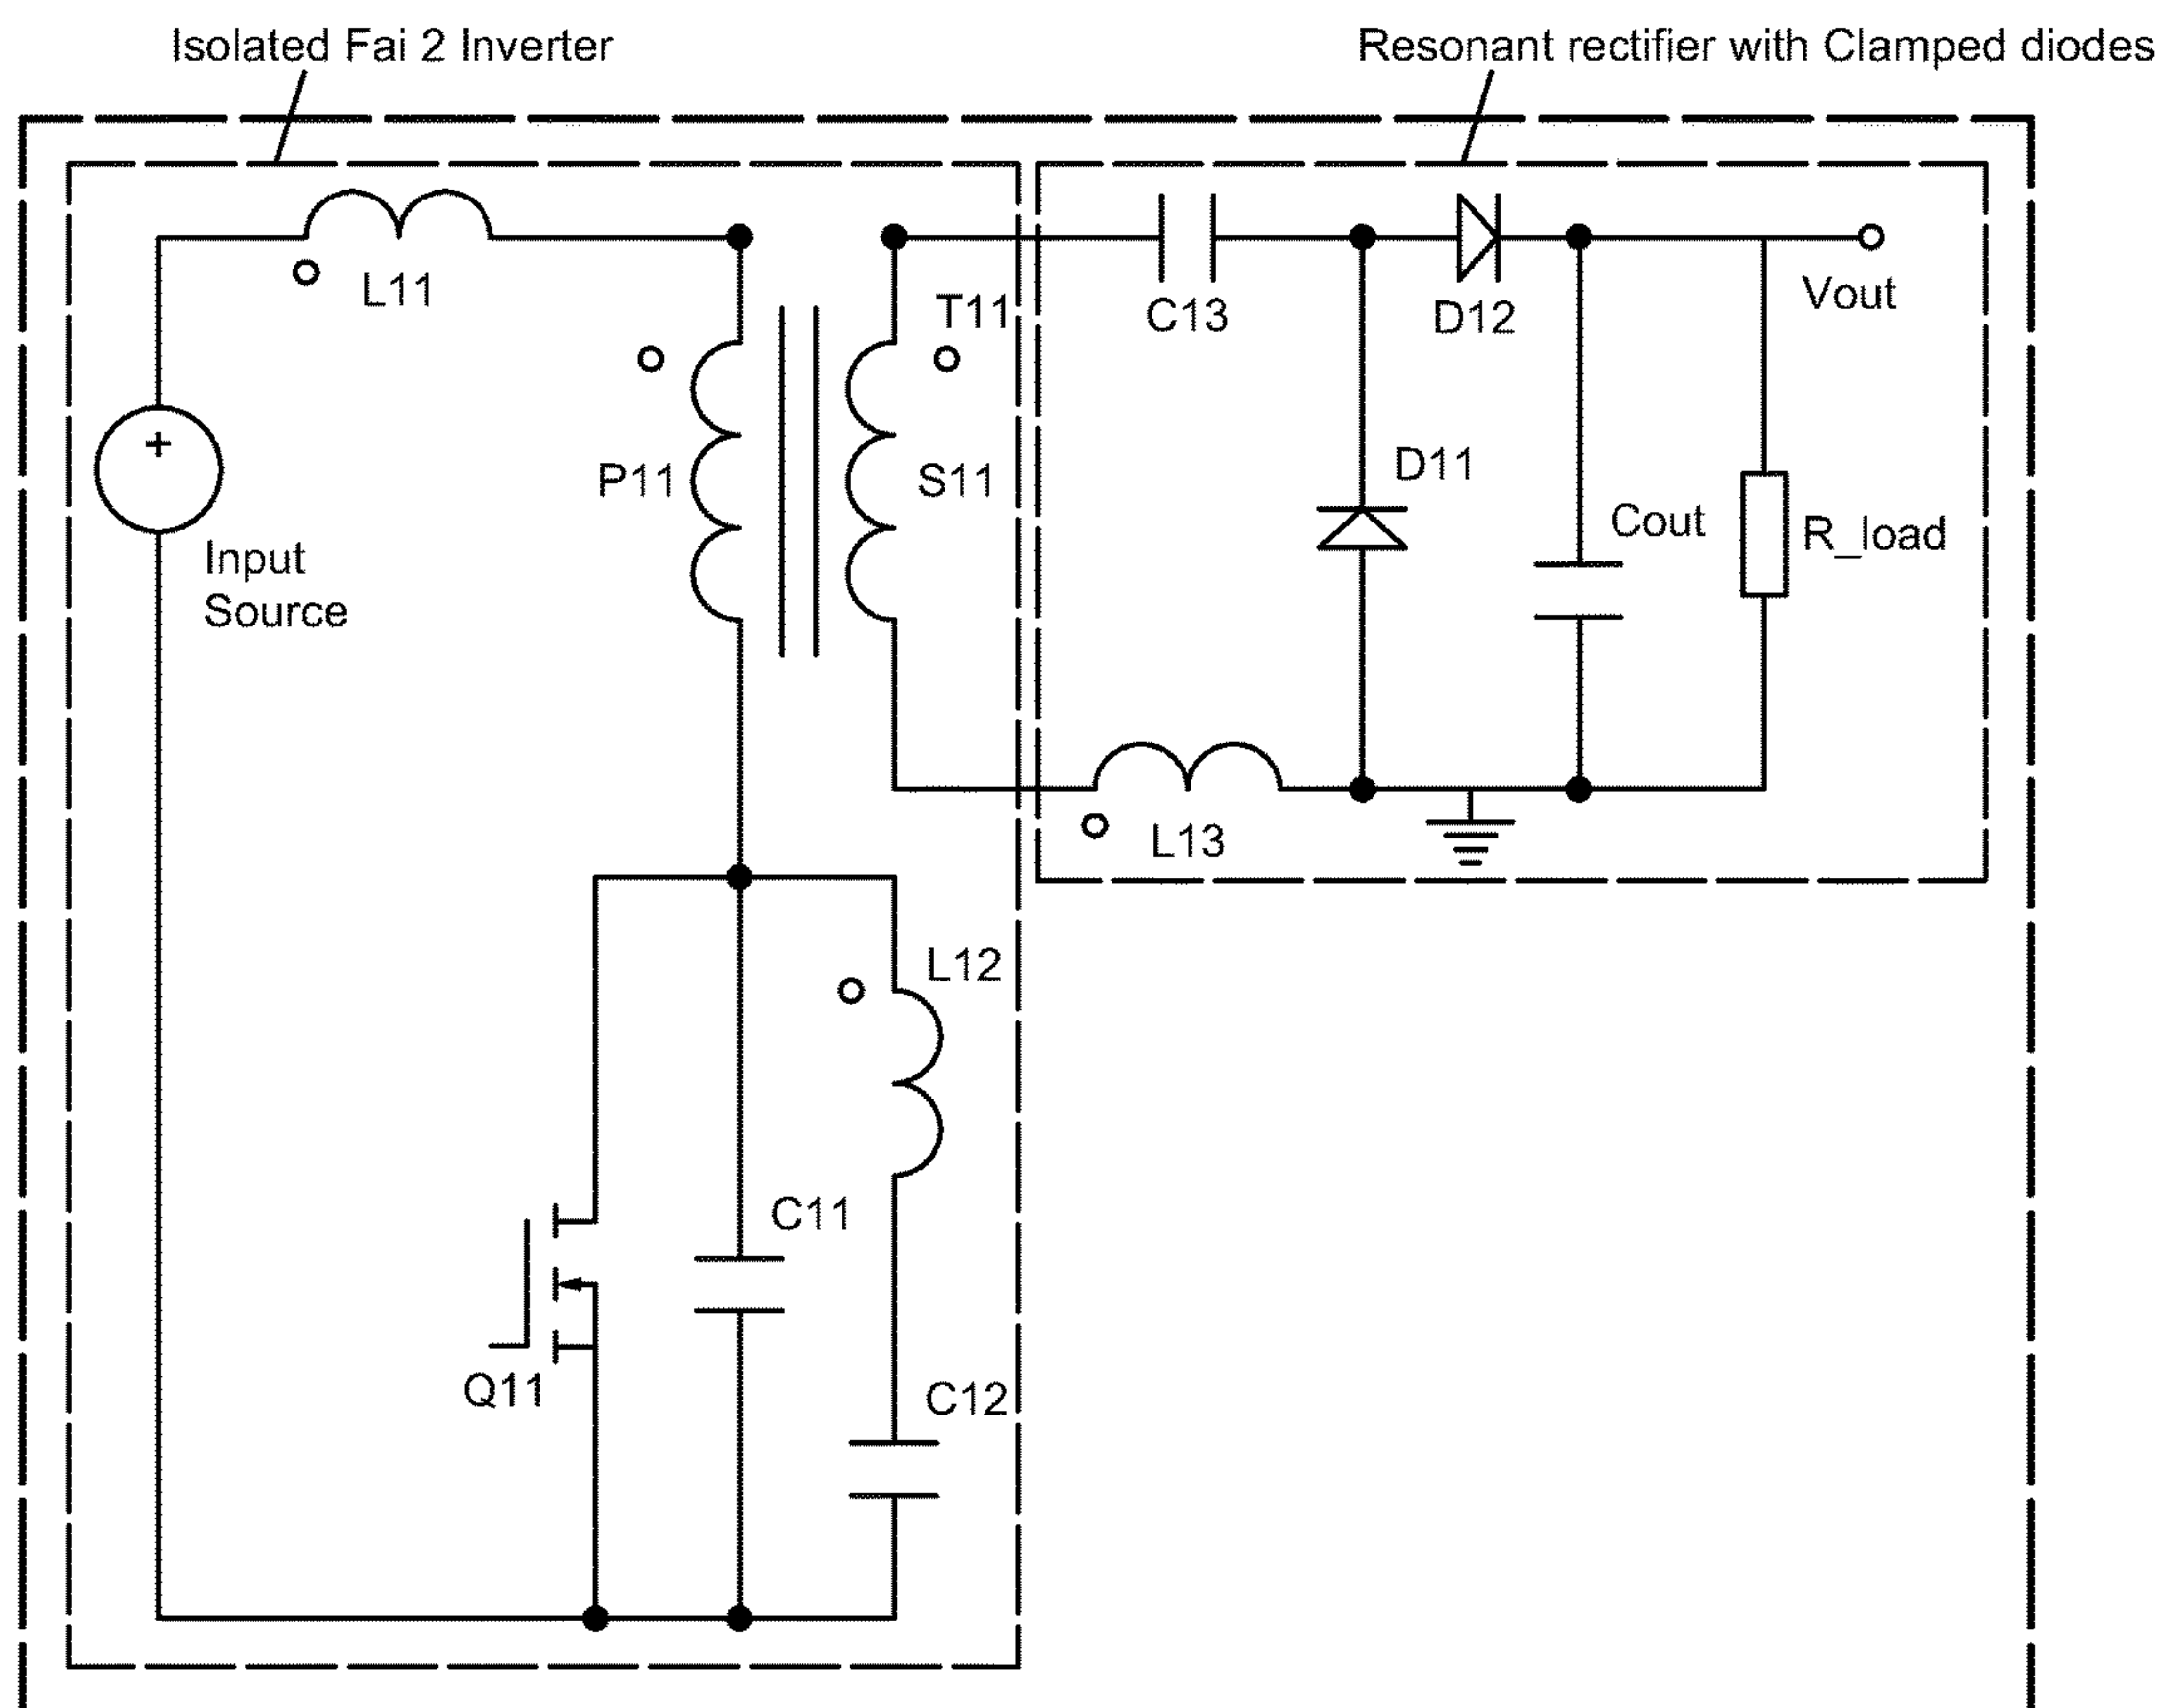 Isolated Fai 2 Inverter
Resonant rectifier with Clamped diodes
L11
T11
C13
D12
Vout
+
P11
S11
D11
Cout
R_load
Input
Source
L13
L12
C11
Q11
C12